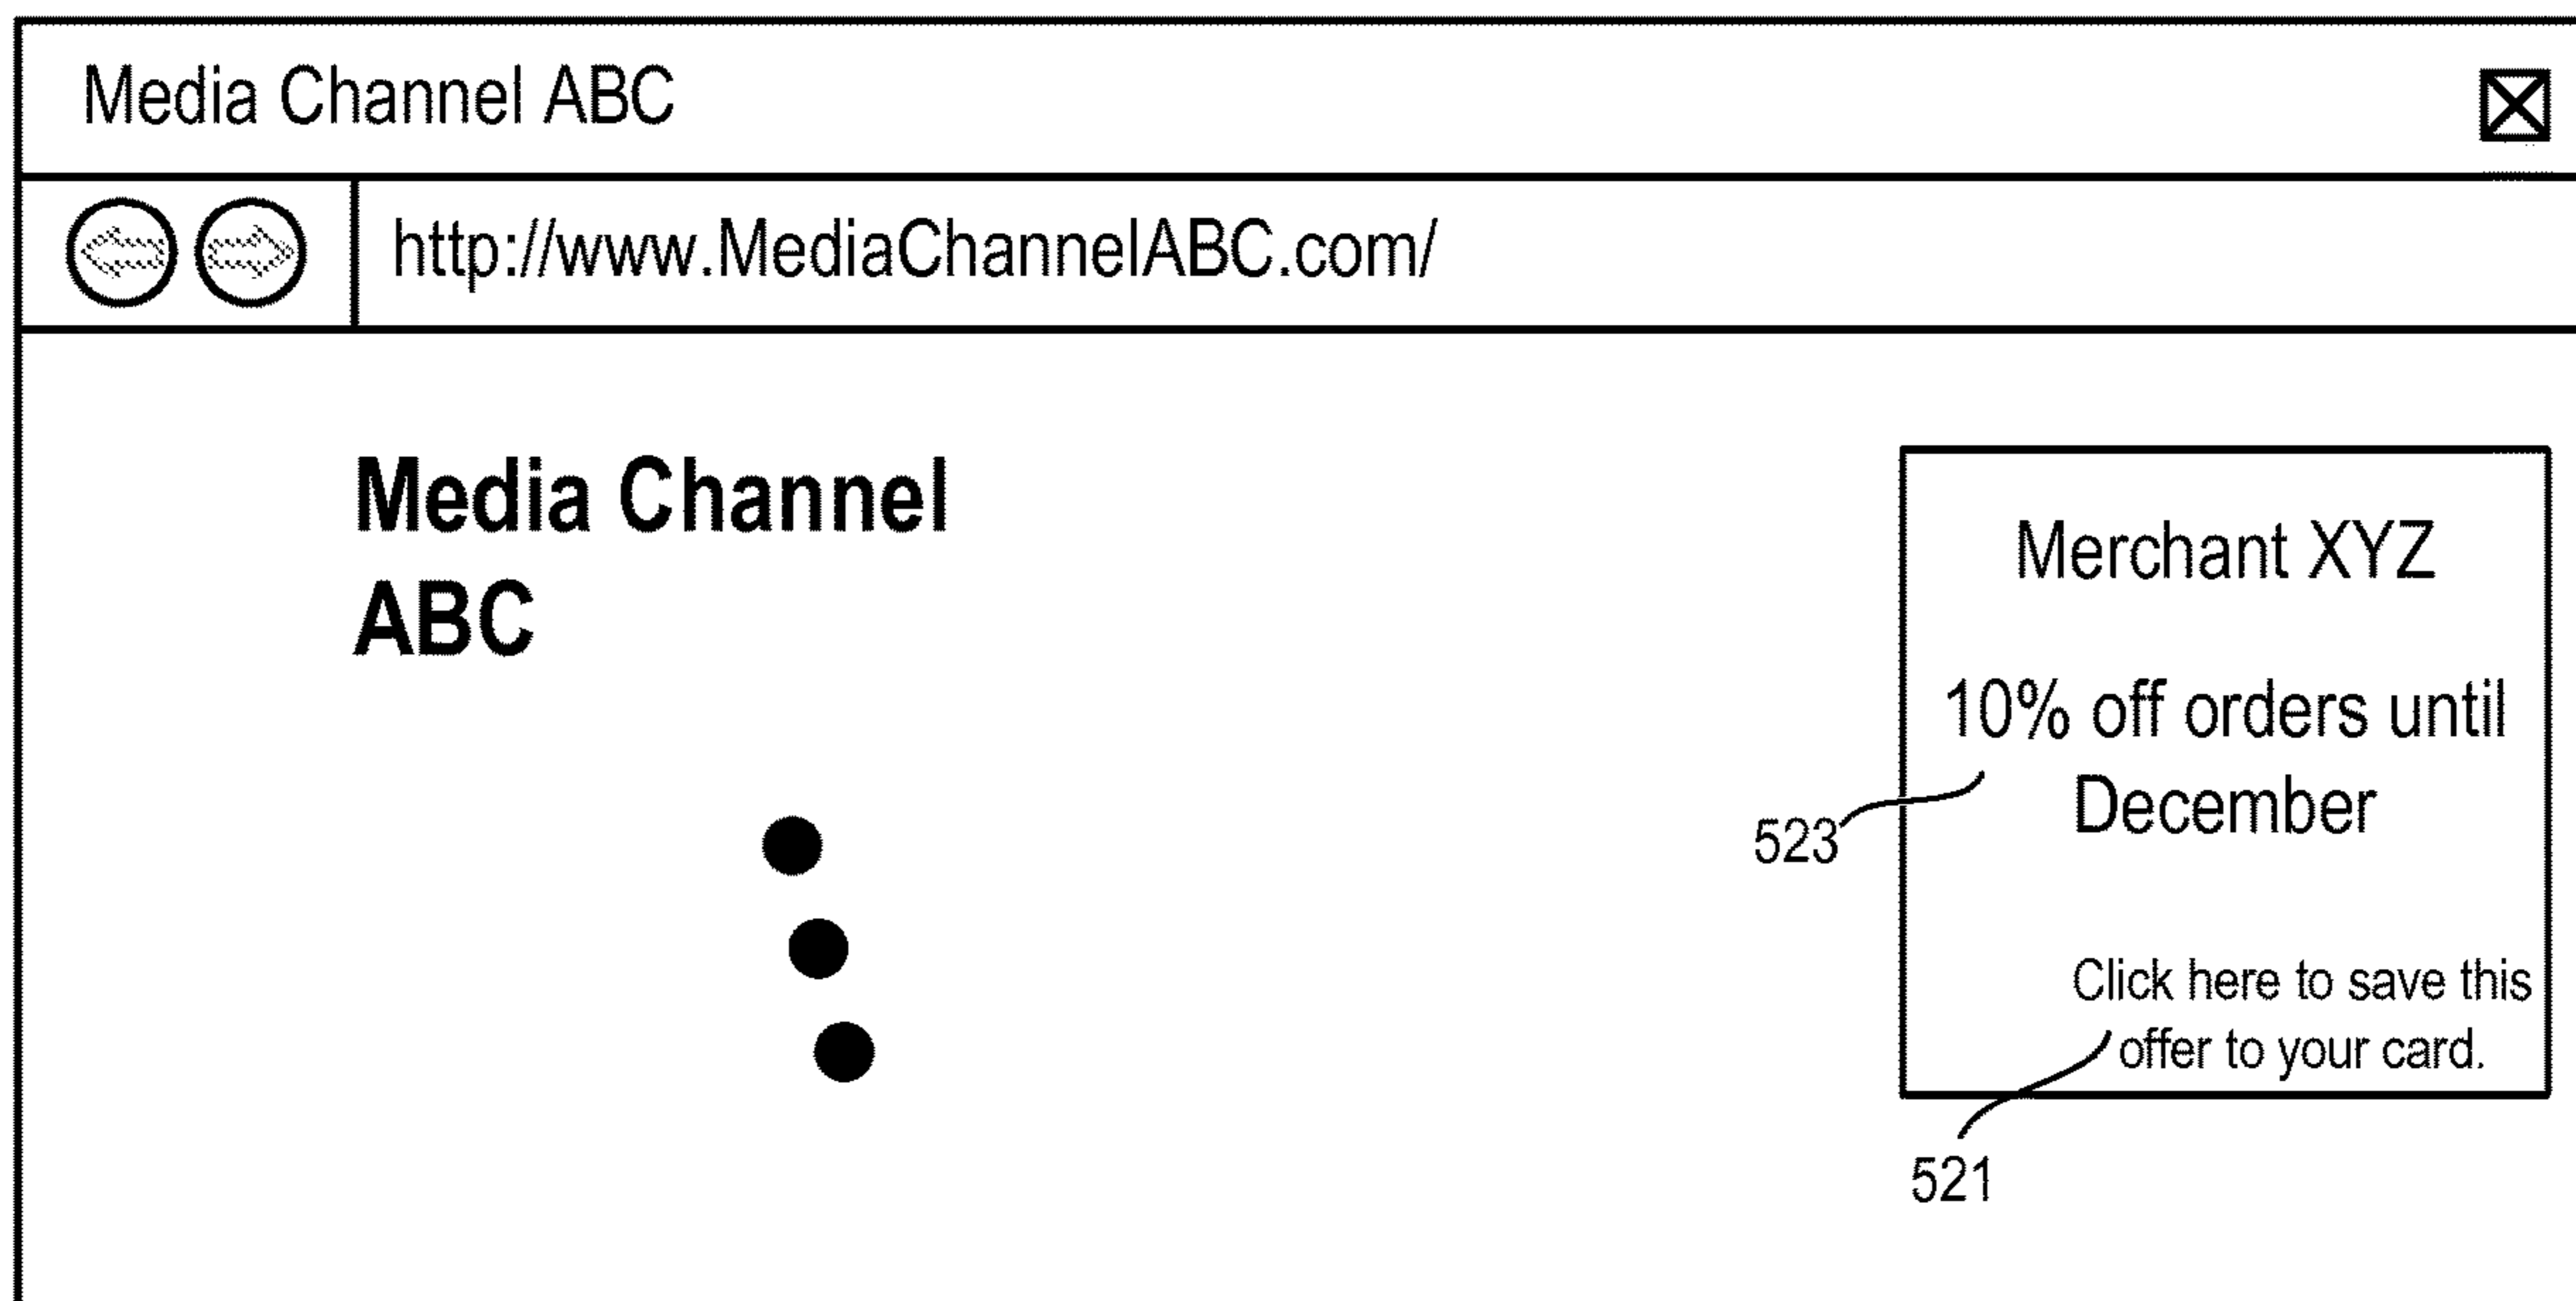 Media Channel ABC
http://www.MediaChannelABC.com/
Media Channel
ABC
Merchant XYZ
10% off orders until
December
523
Click here to save this
offer to your card.
521